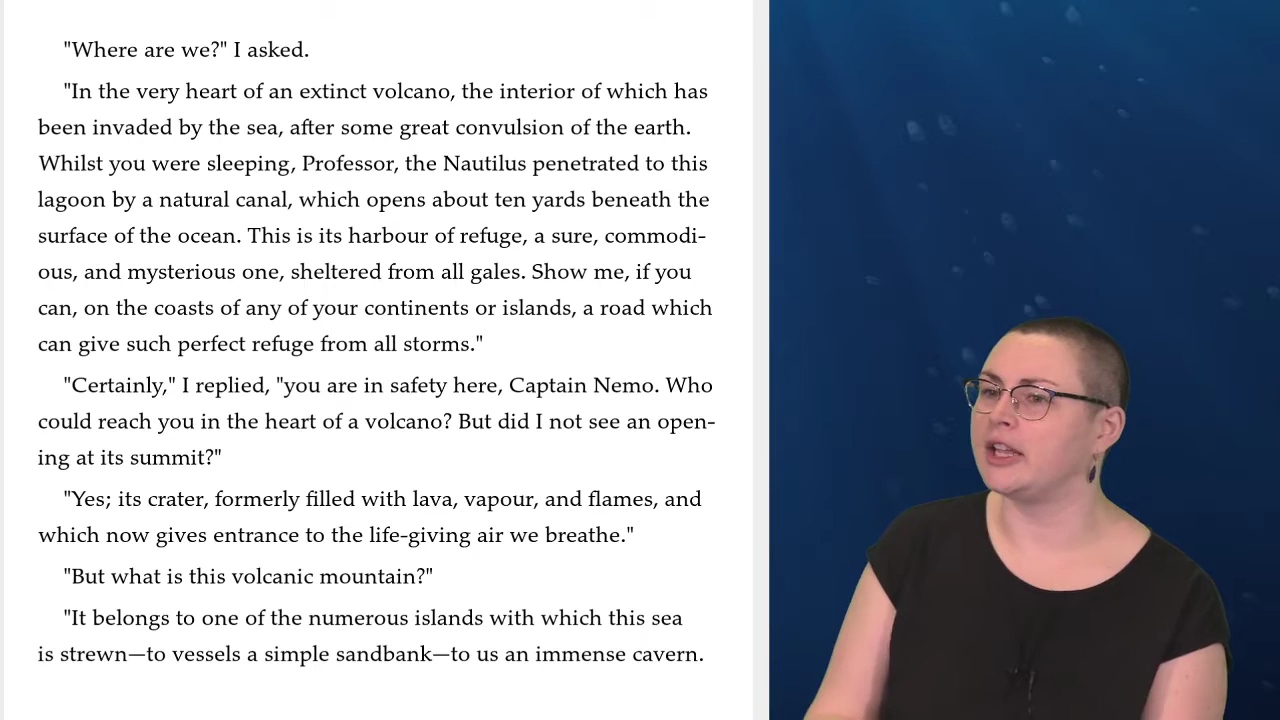 "Where are we?" I asked.
"In the very heart of an extinct volcano, the interior of which has
been invaded by the sea, after some great convulsion of the earth.
Whilst you were sleeping, Professor, the Nautilus penetrated to this
lagoon by a natural canal, which opens about ten yards beneath the
surface of the ocean. This is its harbour of refuge, a sure, commodi-
ous, and mysterious one, sheltered from all gales. Show me, if you
can, on the coasts of any of your continents or islands, a road which
can give such perfect refuge from all storms."
"Certainly," I replied, "you are in safety here, Captain Nemo. Who
could reach you in the heart of a volcano? But did I not see an open-
ing at its summit?"
"Yes; its crater, formerly filled with lava, vapour, and flames, and
which now gives entrance to the life-giving air we breathe."
"But what is this volcanic mountain?"
"It belongs to one of the numerous islands with which this sea
is strewn—to vessels a simple sandbank—to us an immense cavern.